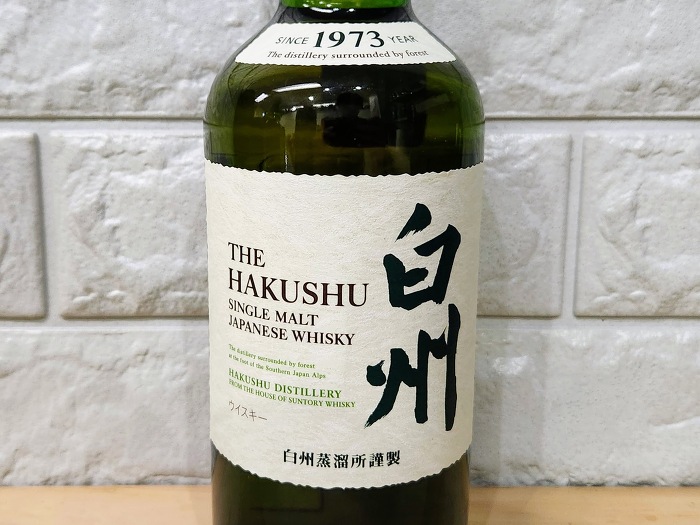 SINCE 1973 YEAR
The distillery surrounded by forest
THE
HAKUSHU
SINGLE MALT
JAPANESE WHISKY
白州
The distillery surrounded by forest
at the foot of the Southern Japan Alps
HAKUSHU DISTILLERY
FROM THE HOUSE OF SUNTORY WHISKY
ウイスキー
白州蒸溜所謹製